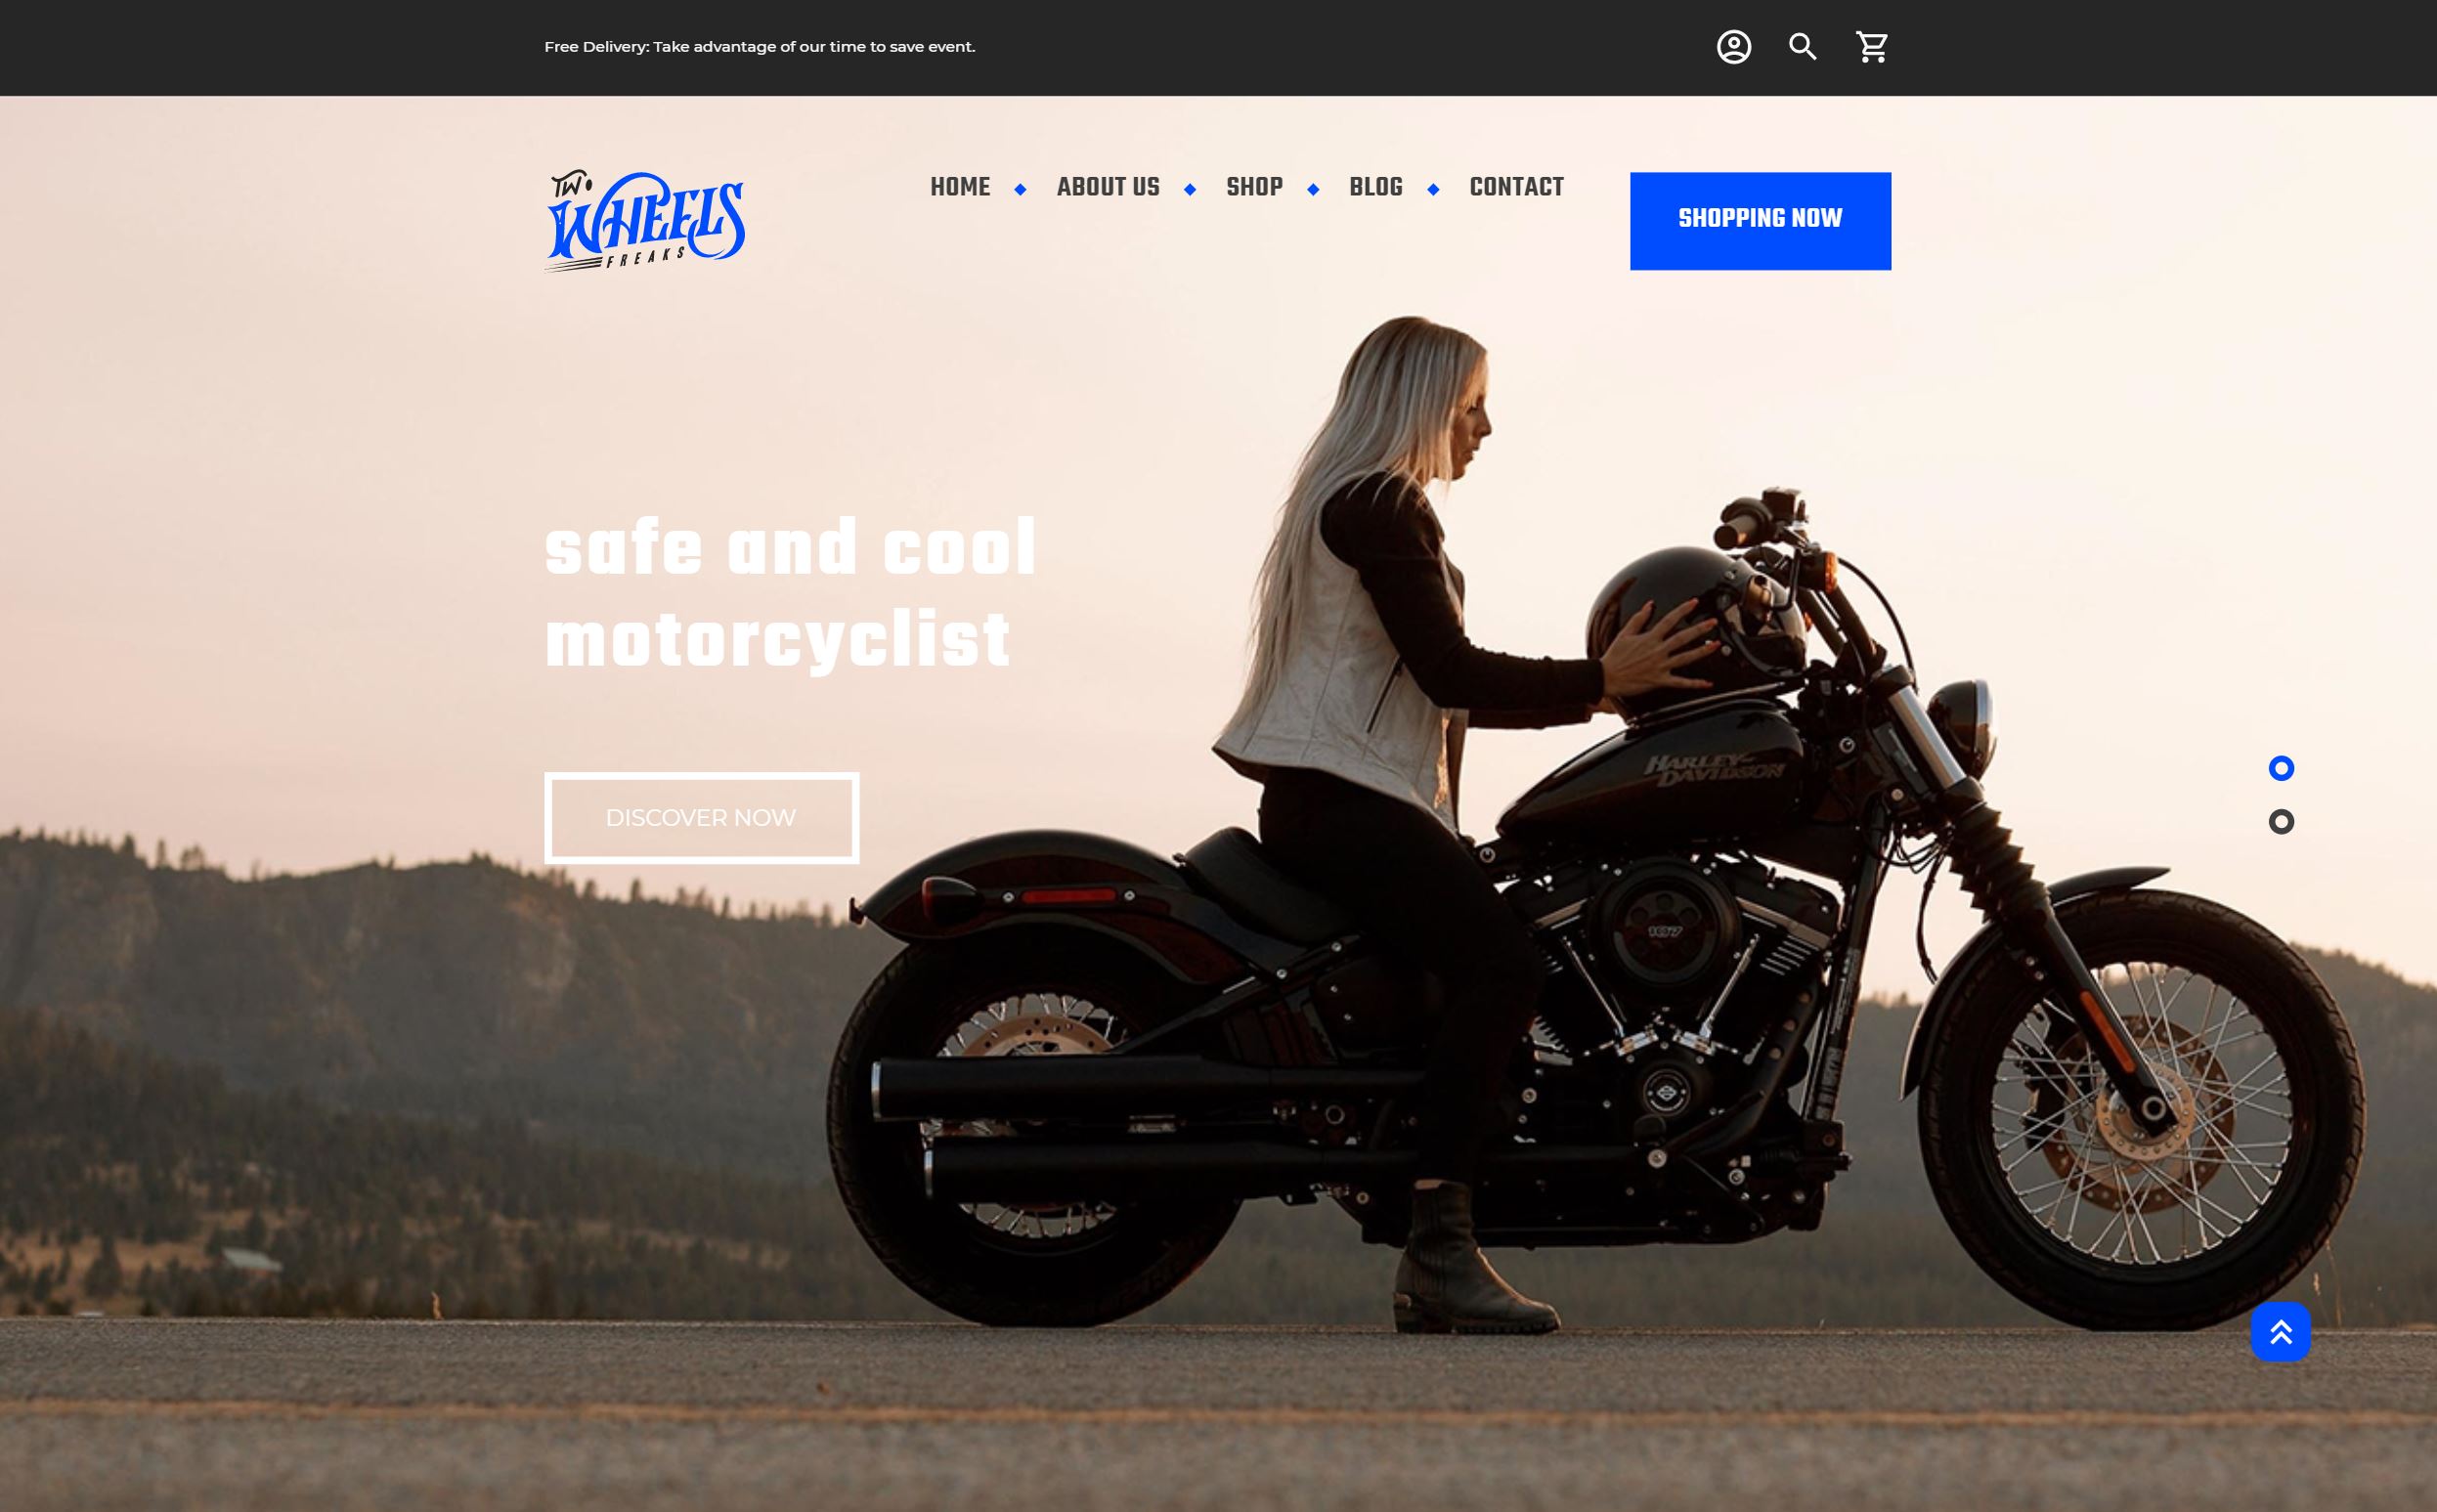 Free Delivery: Take advantage of our time to save event.
TWO
WHEELS
FREAKS
HOME ABOUT US SHOP BLOG CONTACT
SHOPPING NOW
safe and cool
motorcyclist
DISCOVER NOW
HARLEY-
DAVIDSON
107